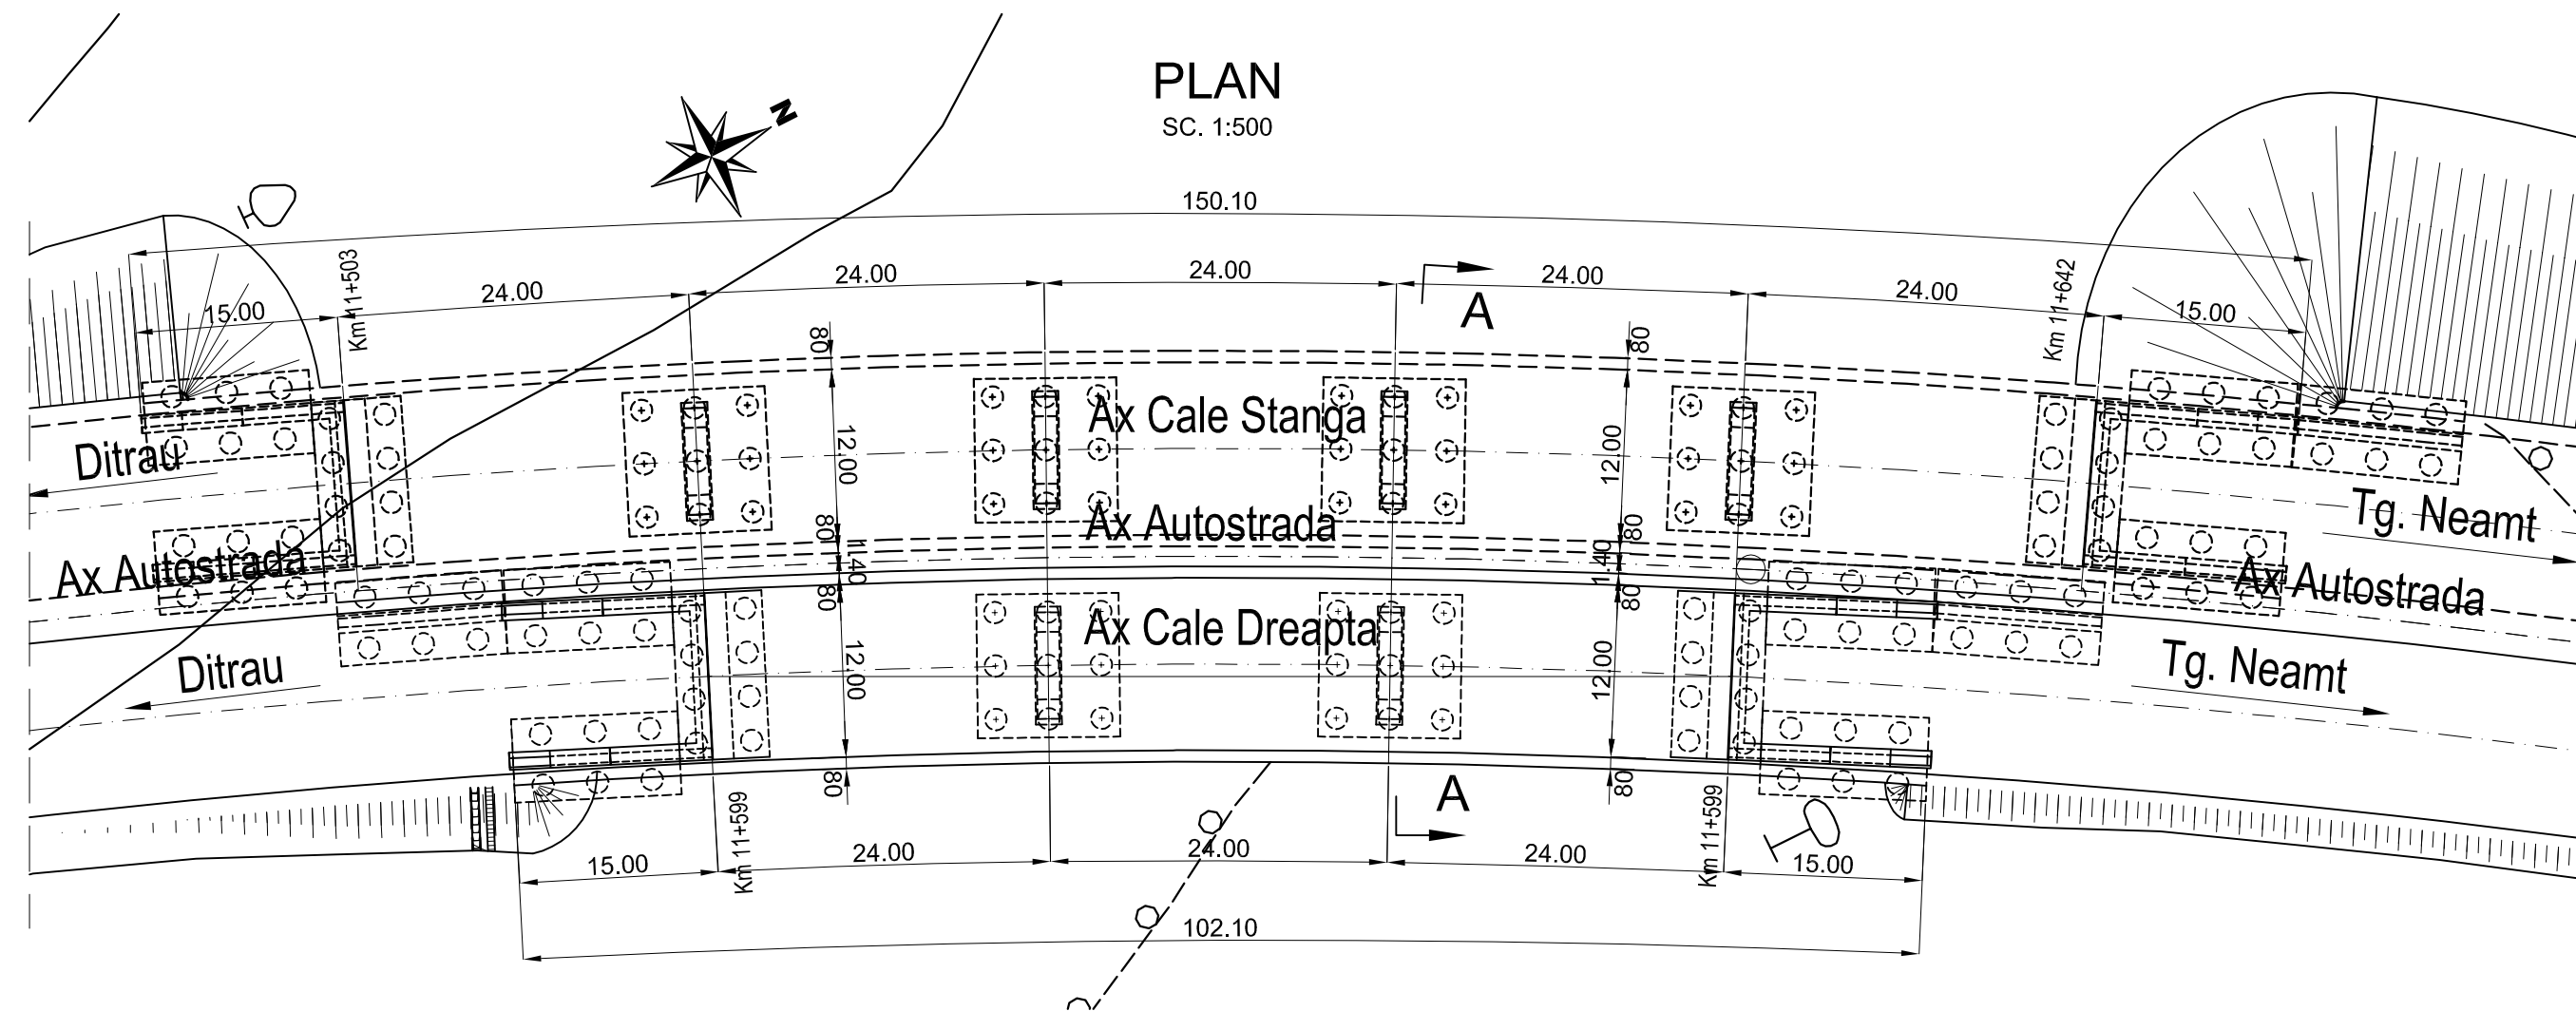 PLAN
SC. 1:500
N
150.10
15.00
Km 11+503
24.00
24.00
24.00
24.00
24.00
Km 11+642
15.00
A
80
80
Ax Cale Stanga
12.00
12.00
Ditrau
Tg. Neamt
Ax Autostrada
80
80
Ax Autostrada
1.40
1.40
Ax Autostrada
80
80
Ax Cale Dreapta
Ditrau
12.00
12.00
Tg. Neamt
80
80
A
15.00
Km 11+599
24.00
24.00
24.00
Km 11+599
15.00
102.10